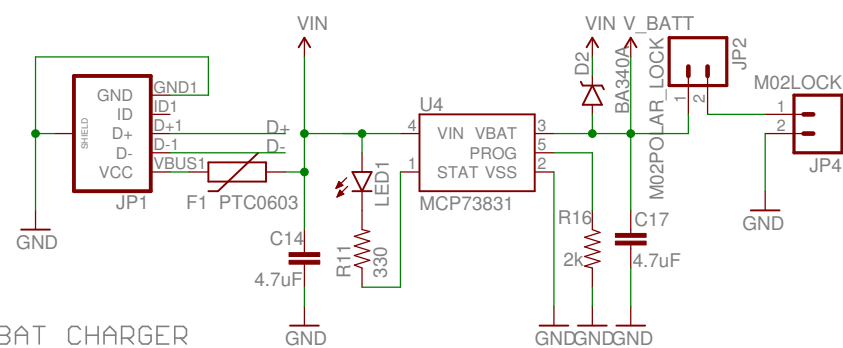 VIN
VIN
V_BATT
D2
BA340A
M02POLAR_LOCK
JP2
1
2
M02LOCK
1
2
JP4
GND
SHIELD
GND
ID
D+
D-
VCC
GND1
ID1
D+1
D-1
VBUS1
D+
D-
JP1
F1
PTC0603
GND
C14
4.7uF
GND
LED1
R11
330
U4
4
VIN
VBAT
3
PROG
5
1
STAT
VSS
2
MCP73831
R16
2k
C17
4.7uF
GND
GND
GND
BAT CHARGER